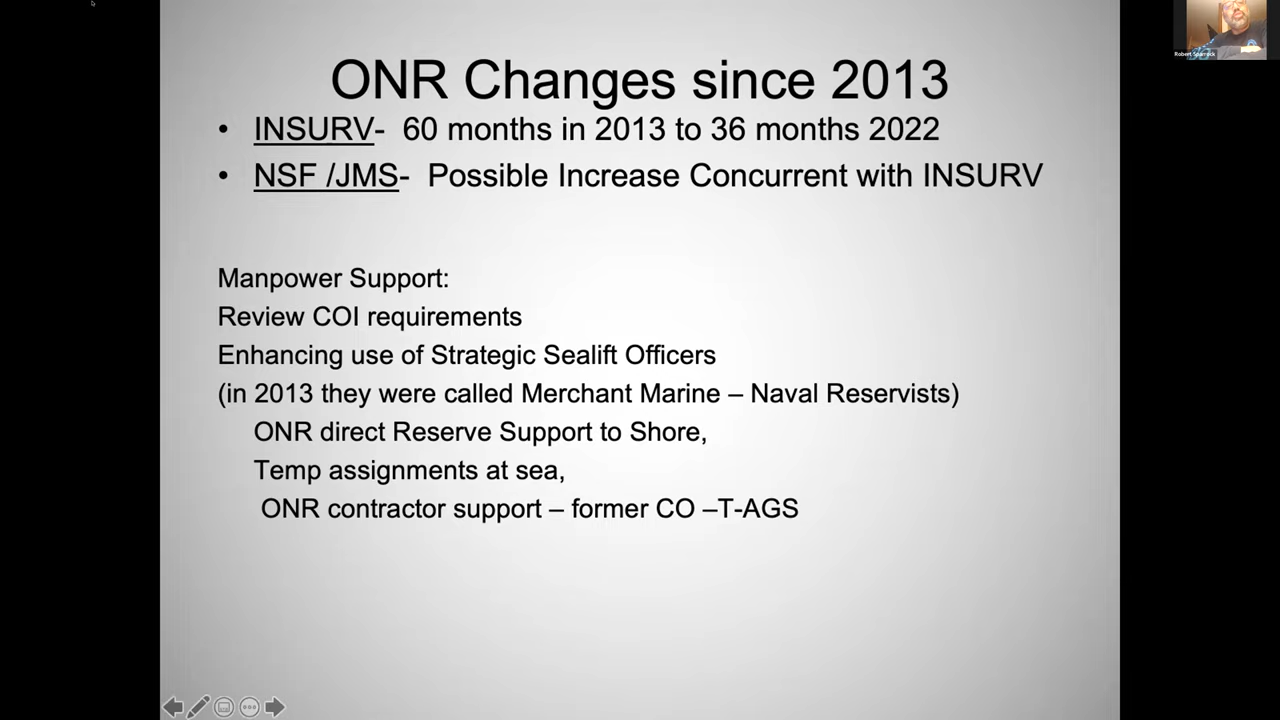 ONR Changes since 2013
• INSURV- 60 months in 2013 to 36 months 2022
• NSF /JMS- Possible Increase Concurrent with INSURV
Manpower Support:
Review COI requirements
Enhancing use of Strategic Sealift Officers
(in 2013 they were called Merchant Marine – Naval Reservists)
ONR direct Reserve Support to Shore,
Temp assignments at sea,
ONR contractor support – former CO –T-AGS
Robert